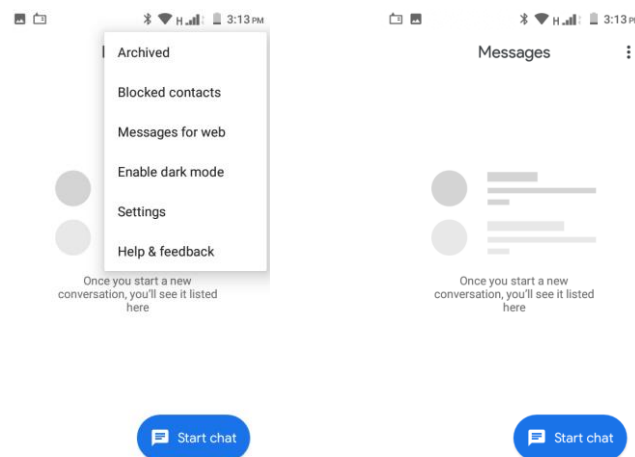 H 3:13 PM
Archived
Blocked contacts
Messages for web
Enable dark mode
Settings
Help & feedback
Once you start a new
conversation, you'll see it listed
here
Start chat
H 3:13 PM
Messages
Once you start a new
conversation, you'll see it listed
here
Start chat